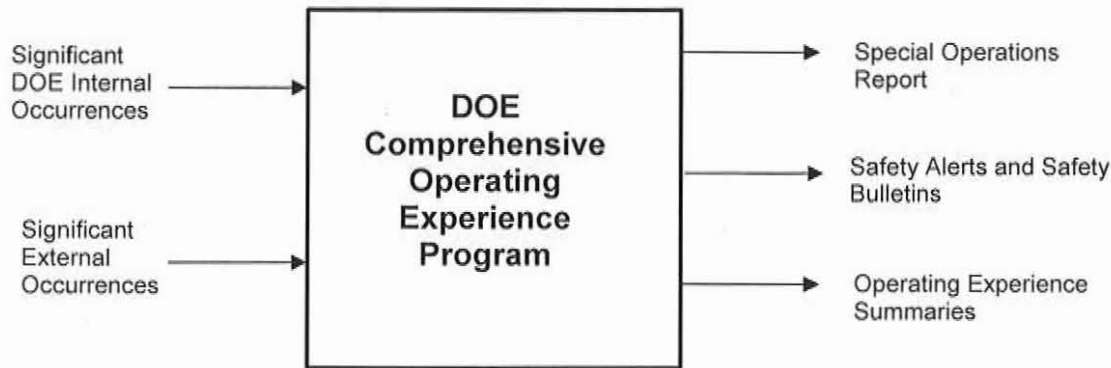 Significant
DOE Internal
Occurrences
Significant
External
Occurrences
DOE
Comprehensive
Operating
Experience
Program
Special Operations
Report
Safety Alerts and Safety
Bulletins
Operating Experience
Summaries